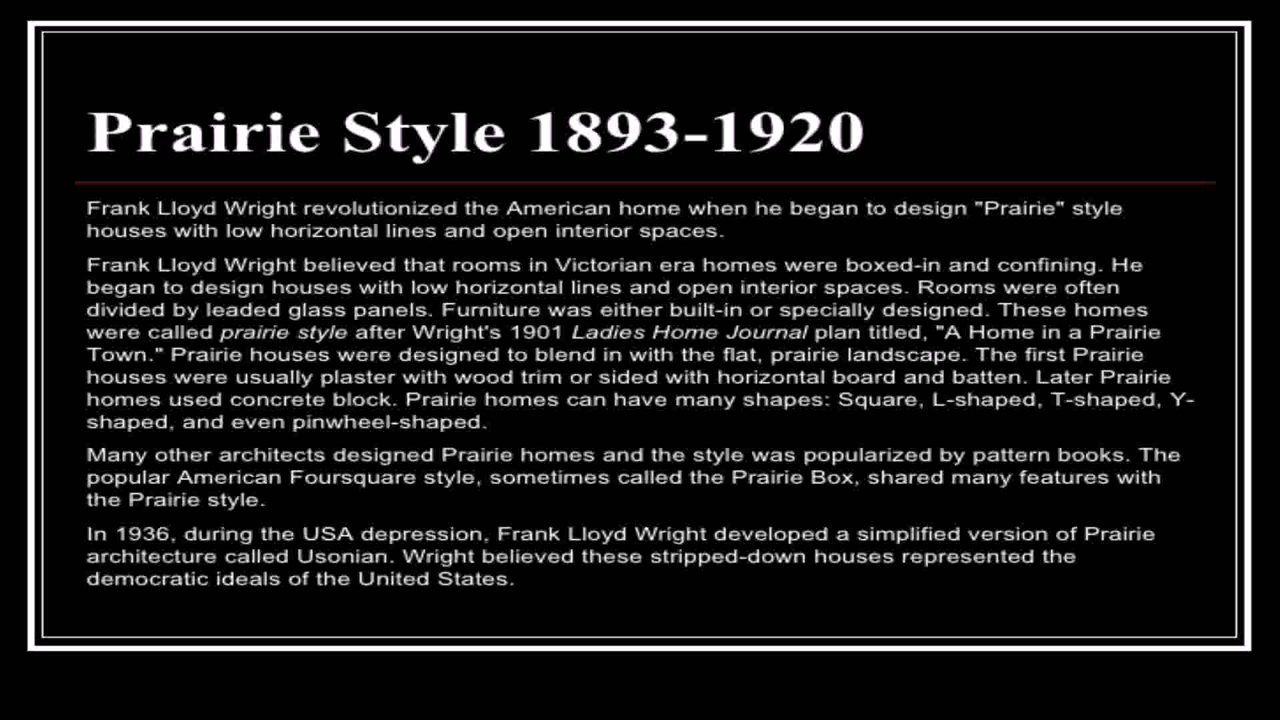 Prairie Style 1893-1920
Frank Lloyd Wright revolutionized the American home when he began to design "Prairie" style
houses with low horizontal lines and open interior spaces.
Frank Lloyd Wright believed that rooms in Victorian era homes were boxed-in and confining. He
began to design houses with low horizontal lines and open interior spaces. Rooms were often
divided by leaded glass panels. Furniture was either built-in or specially designed. These homes
were called prairie style after Wright's 1901 Ladies Home Journal plan titled, "A Home in a Prairie
Town." Prairie houses were designed to blend in with the flat, prairie landscape. The first Prairie
houses were usually plaster with wood trim or sided with horizontal board and batten. Later Prairie
homes used concrete block. Prairie homes can have many shapes: Square, L-shaped, T-shaped, Y-
shaped, and even pinwheel-shaped.
Many other architects designed Prairie homes and the style was popularized by pattern books. The
popular American Foursquare style, sometimes called the Prairie Box, shared many features with
the Prairie style.
In 1936, during the USA depression, Frank Lloyd Wright developed a simplified version of Prairie
architecture called Usonian. Wright believed these stripped-down houses represented the
democratic ideals of the United States.